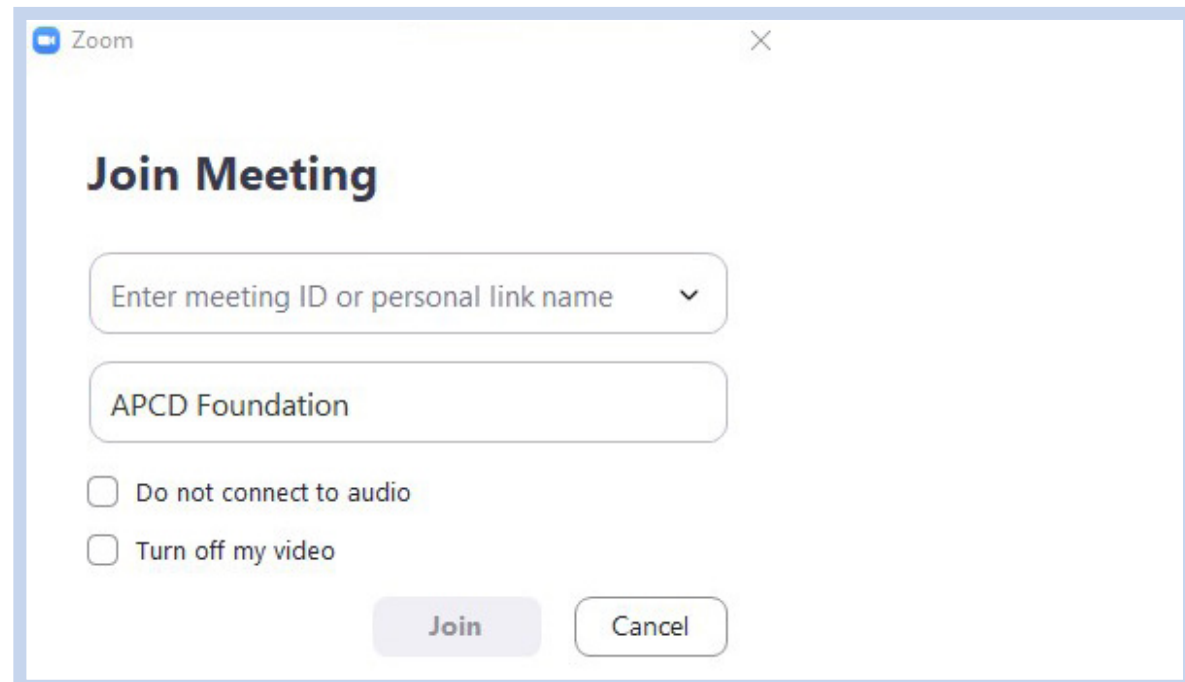 Zoom
Join Meeting
Enter meeting ID or personal link name
APCD Foundation
Do not connect to audio
Turn off my video
Join Cancel